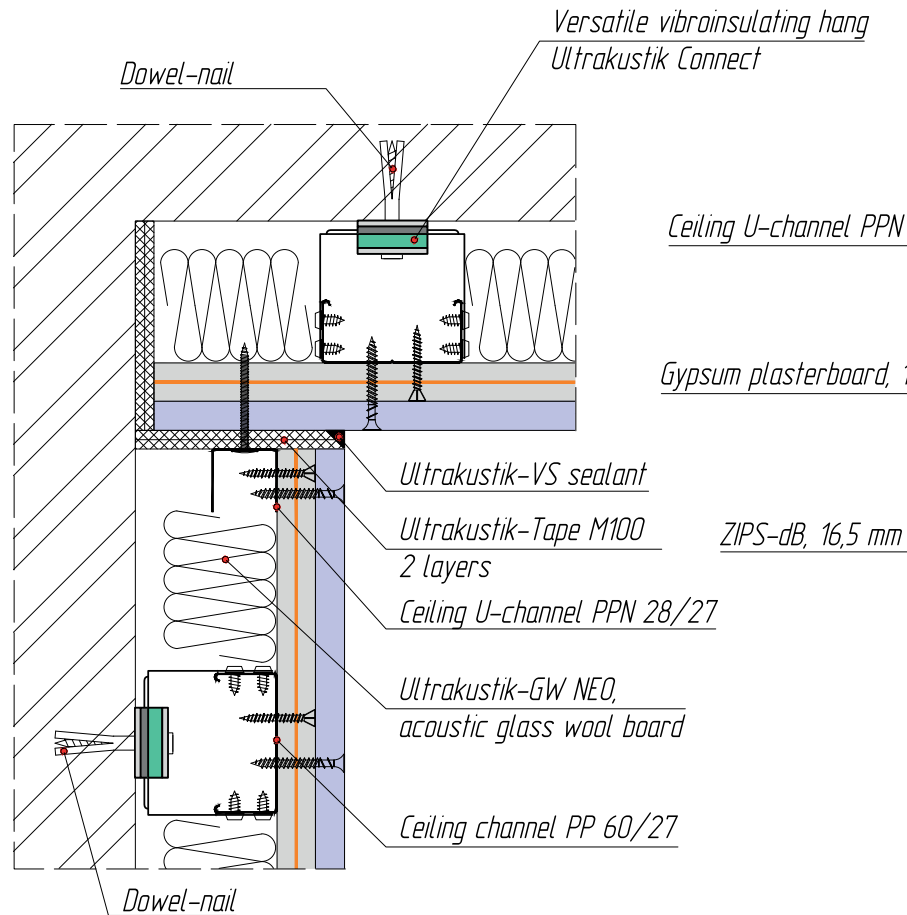 Versatile vibroinsulating hang
Ultrakustik Connect
Dowel-nail
Ceiling U-channel PPN
Gypsum plasterboard, 1
Ultrakustik-VS sealant
Ultrakustik-Tape M100
2 layers
ZIPS-dB, 16,5 mm
Ceiling U-channel PPN 28/27
Ultrakustik-GW NEO,
acoustic glass wool board
Ceiling channel PP 60/27
Dowel-nail